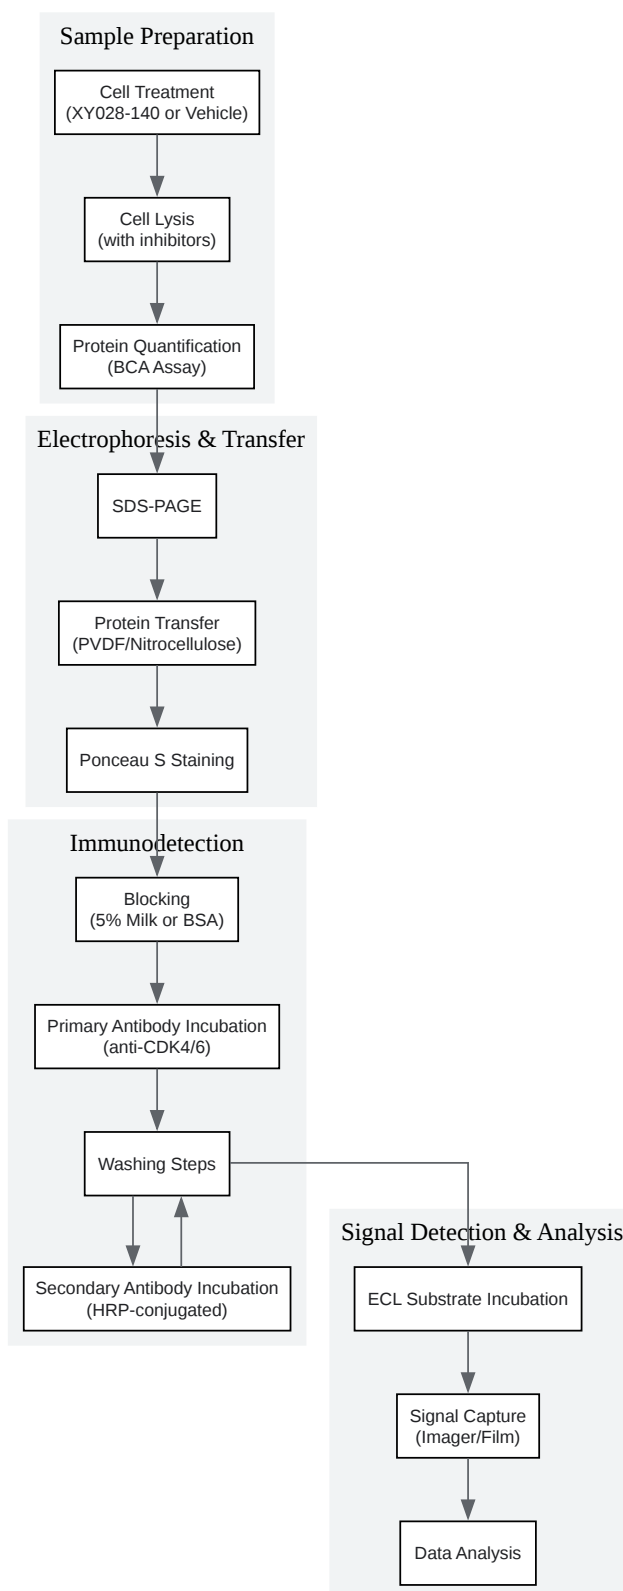 Sample Preparation
Cell Treatment
(XY028-140 or Vehicle)
Cell Lysis
(with inhibitors)
Protein Quantification
(BCA Assay)
Electrophoresis & Transfer
SDS-PAGE
Protein Transfer
(PVDF/Nitrocellulose)
Ponceau S Staining
Immunodetection
Blocking
(5% Milk or BSA)
Primary Antibody Incubation
(anti-CDK4/6)
Washing Steps
Secondary Antibody Incubation
(HRP-conjugated)
Signal Detection & Analysis
ECL Substrate Incubation
Signal Capture
(Imager/Film)
Data Analysis